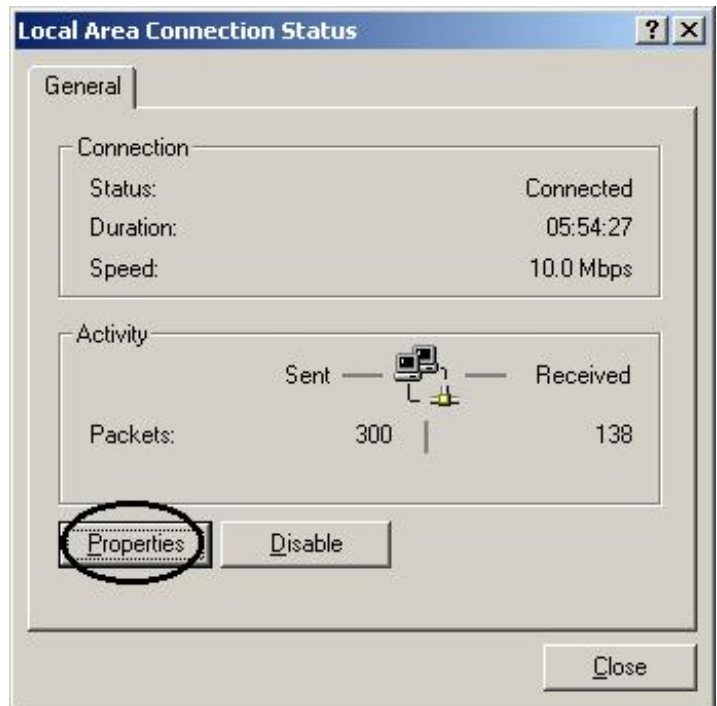 Local Area Connection Status
General
Connection
Status: Connected
Duration: 05:54:27
Speed: 10.0 Mbps
Activity
Sent Received
Packets: 300 138
Properties Disable
Close